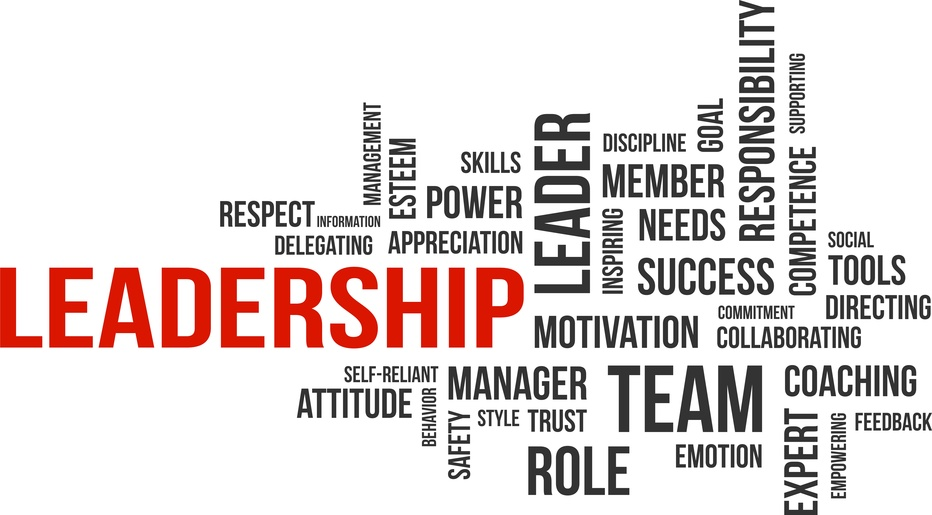 RESPONSIBILITY
SUPPORTING
GOAL
MANAGEMENT
LEADER
DISCIPLINE
ESTEEM
SKILLS
COMPETENCE
MEMBER
POWER
RESPECT
INFORMATION
INSPIRING
NEEDS
DELEGATING
APPRECIATION
SOCIAL
SUCCESS
TOOLS
LEADERSHIP
DIRECTING
COMMITMENT
MOTIVATION
COLLABORATING
SELF-RELIANT
MANAGER
TEAM
COACHING
ATTITUDE
BEHAVIOR
STYLE
TRUST
SAFETY
EXPERT
EMPOWERING
FEEDBACK
EMOTION
ROLE